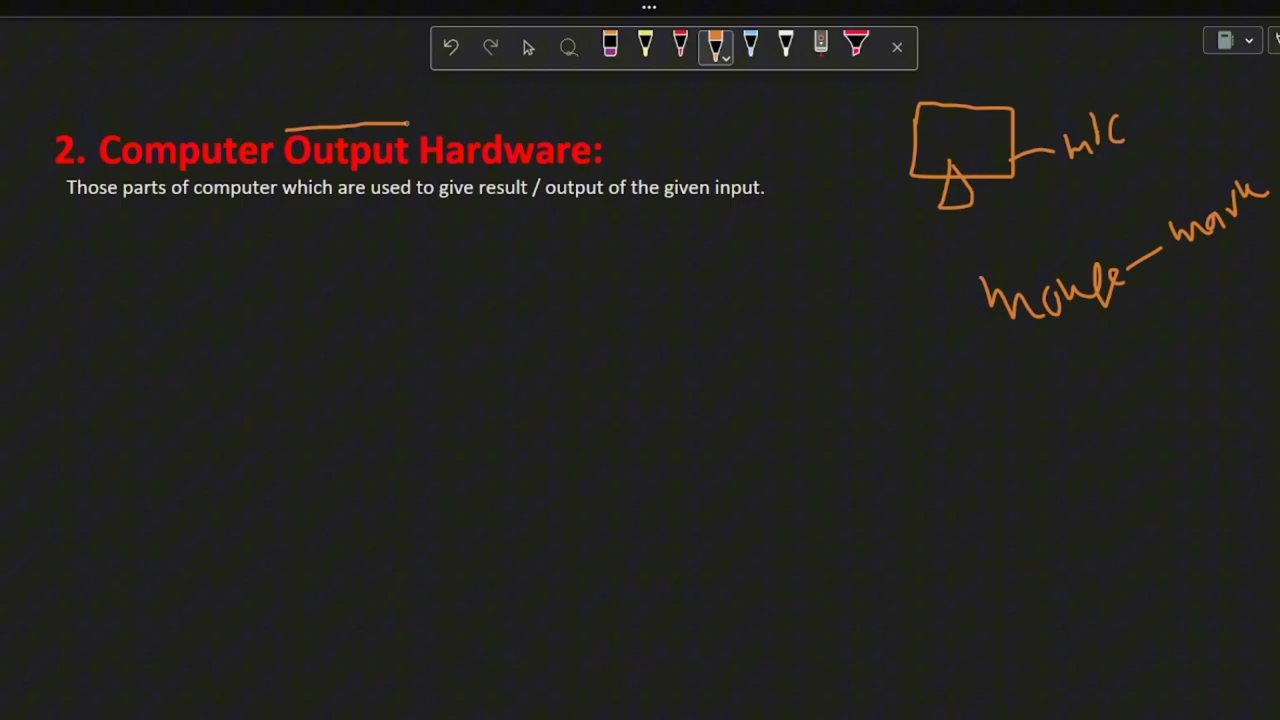 2. Computer Output Hardware:
Those parts of computer which are used to give result / output of the given input.
M/C
mark